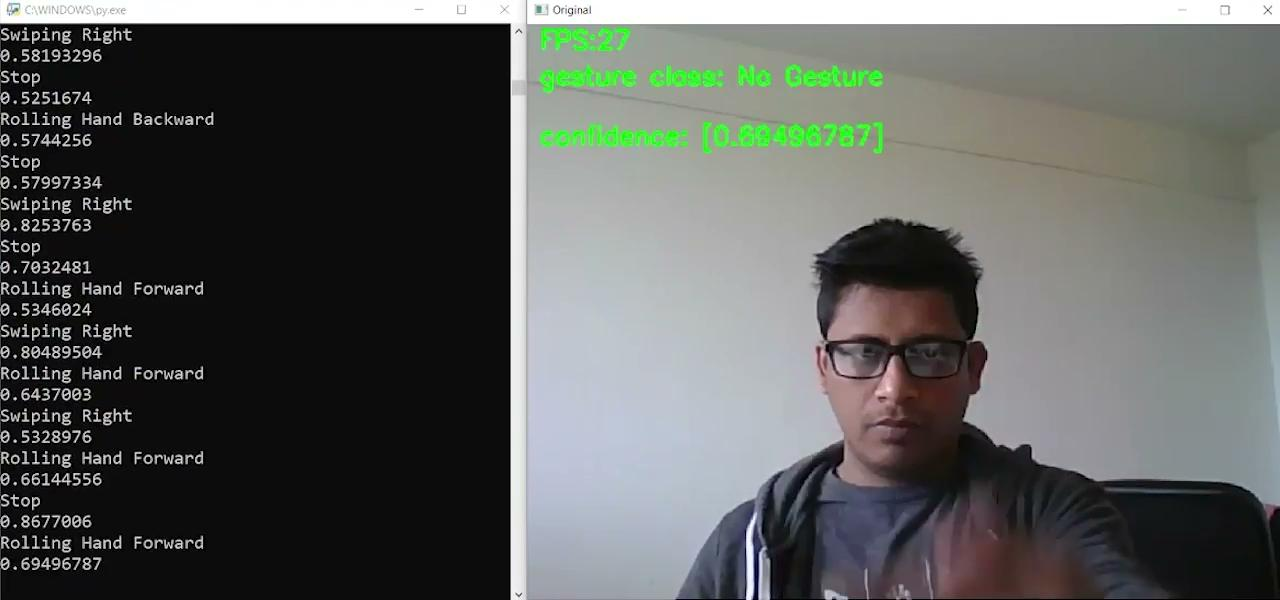 C:\WINDOWS\py.exe
Swiping Right
0.58193296
Stop
0.5251674
Rolling Hand Backward
0.5744256
Stop
0.57997334
Swiping Right
0.8253763
Stop
0.7032481
Rolling Hand Forward
0.5346024
Swiping Right
0.80489504
Rolling Hand Forward
0.6437003
Swiping Right
0.5328976
Rolling Hand Forward
0.66144556
Stop
0.8677006
Rolling Hand Forward
0.69496787
Original
FPS:27
gesture class: No Gesture
confidence: [0.69496787]